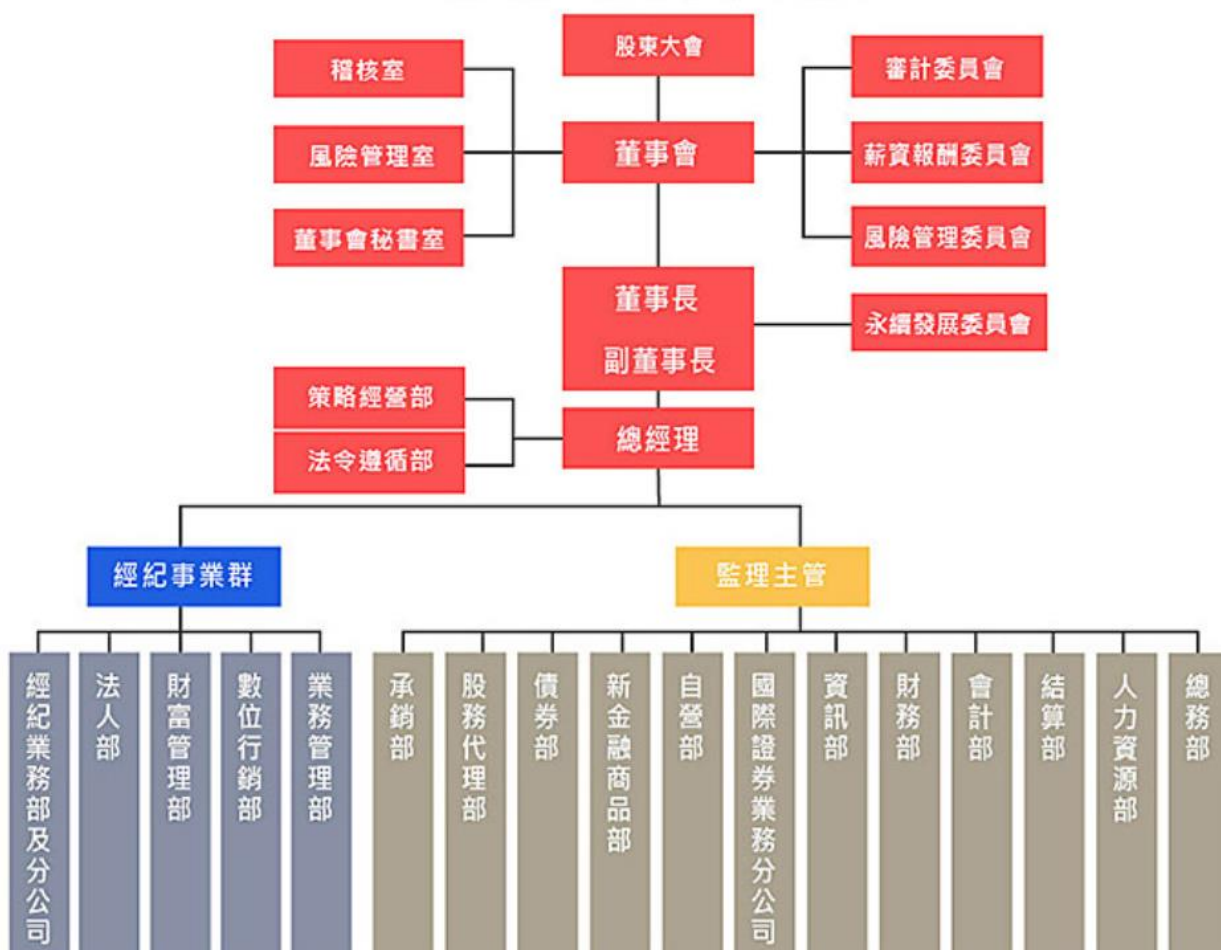 股東大會
稽核室
審計委員會
風險管理室
董事會
薪資報酬委員會
董事會秘書室
風險管理委員會
董事長
副董事長
永續發展委員會
策略經營部
總經理
法令遵循部
經紀事業群
監理主管
經紀業務部及分公司
法人部
財富管理部
數位行銷部
業務管理部
承銷部
股務代理部
債券部
新金融商品部
自營部
國際證券業務分公司
資訊部
財務部
會計部
結算部
人力資源部
總務部